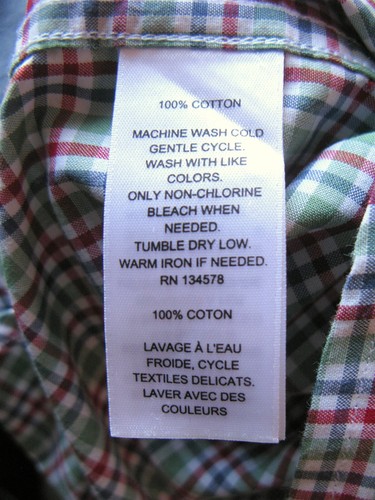 100% COTTON
MACHINE WASH COLD
GENTLE CYCLE.
WASH WITH LIKE
COLORS.
ONLY NON-CHLORINE
BLEACH WHEN
NEEDED.
TUMBLE DRY LOW.
WARM IRON IF NEEDED.
RN 134578
100% COTON
LAVAGE À L'EAU
FROIDE, CYCLE
TEXTILES DELICATS.
LAVER AVEC DES
COULEURS